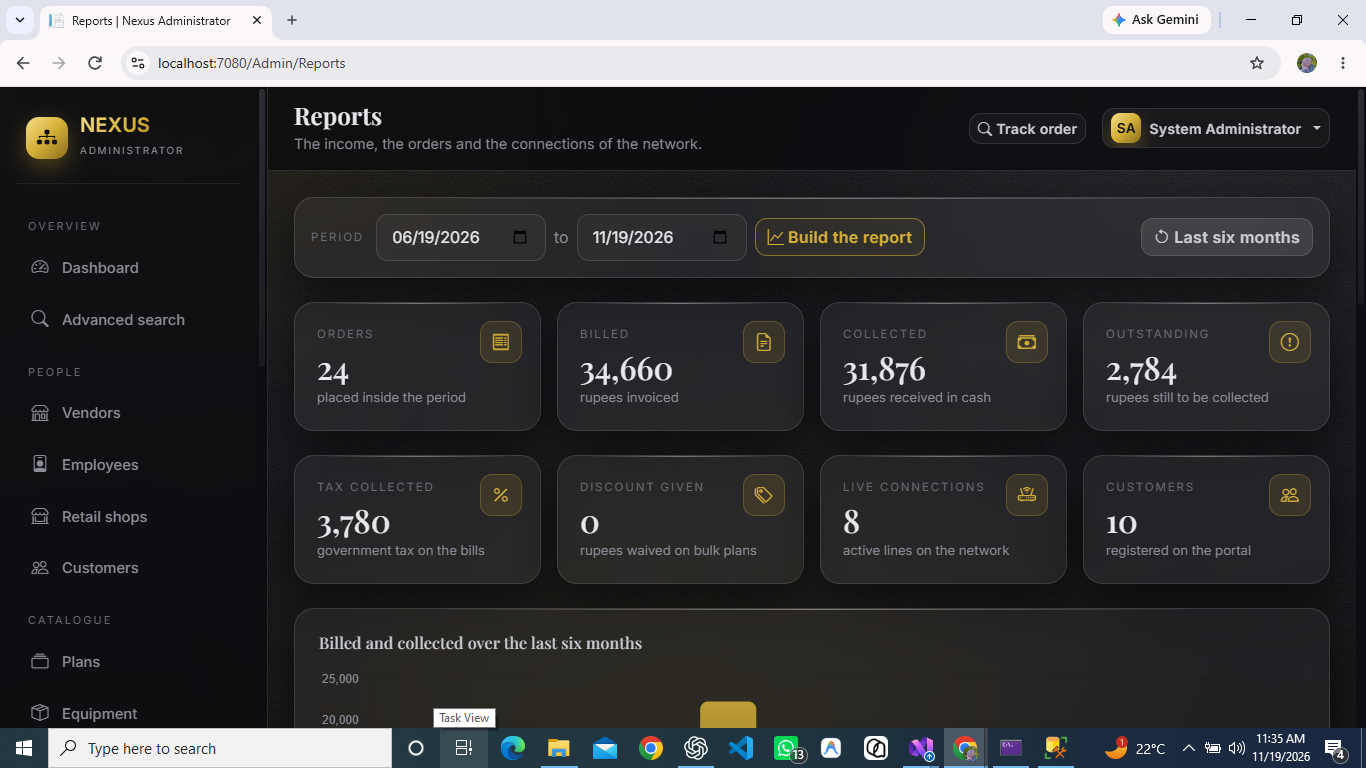 Reports | Nexus Administrator
Ask Gemini
localhost:7080/Admin/Reports
NEXUS
ADMINISTRATOR
OVERVIEW
Dashboard
Advanced search
PEOPLE
Vendors
Employees
Retail shops
Customers
CATALOGUE
Plans
Equipment
Reports
The income, the orders and the connections of the network.
Track order
SA System Administrator
PERIOD 06/19/2026 to 11/19/2026 Build the report Last six months
ORDERS
24
placed inside the period
BILLED
34,660
rupees invoiced
COLLECTED
31,876
rupees received in cash
OUTSTANDING
2,784
rupees still to be collected
TAX COLLECTED
3,780
government tax on the bills
DISCOUNT GIVEN
0
rupees waived on bulk plans
LIVE CONNECTIONS
8
active lines on the network
CUSTOMERS
10
registered on the portal
Billed and collected over the last six months
25,000
20,000
Task View
Type here to search
13
1
22°C
11:35 AM
11/19/2026
4